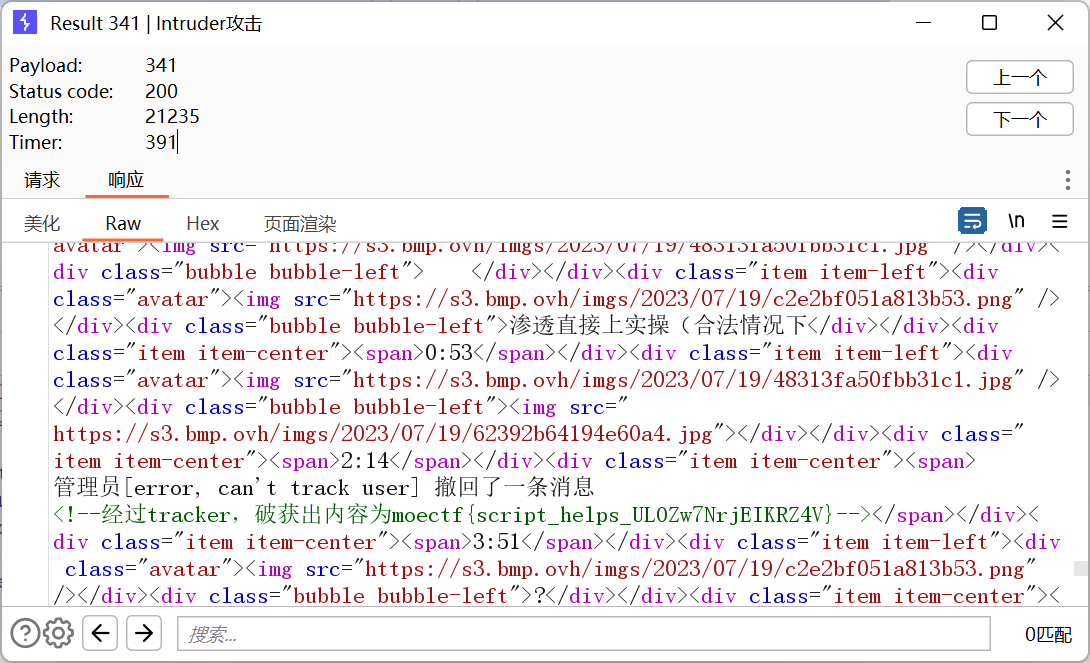 Result 341 | Intruder攻击
Payload: 341
Status code: 200
Length: 21235
Timer: 391
上一个
下一个
请求 响应
美化 Raw Hex 页面渲染 \n
avatar"><img src="https://s3.bmp.ovh/imgs/2023/07/19/48313fa50fbb31c1.jpg" /></div><
div class="bubble bubble-left">    </div></div><div class="item item-left"><div
class="avatar"><img src="https://s3.bmp.ovh/imgs/2023/07/19/c2e2bf051a813b53.png" />
</div><div class="bubble bubble-left">渗透直接上实操（合法情况下</div></div><div
class="item item-center"><span>0:53</span></div><div class="item item-left"><div
class="avatar"><img src="https://s3.bmp.ovh/imgs/2023/07/19/48313fa50fbb31c1.jpg" />
</div><div class="bubble bubble-left"><img src="
https://s3.bmp.ovh/imgs/2023/07/19/62392b64194e60a4.jpg"></div></div><div class="
item item-center"><span>2:14</span></div><div class="item item-center"><span>
管理员[error, can't track user] 撤回了一条消息
<!--经过tracker，破获出内容为moectf{script_helps_UL0Zw7NrjEIKRZ4V}--></span></div><
div class="item item-center"><span>3:51</span></div><div class="item item-left"><div
class="avatar"><img src="https://s3.bmp.ovh/imgs/2023/07/19/c2e2bf051a813b53.png"
/></div><div class="bubble bubble-left">?</div></div><div class="item item-center"><
搜索...
0匹配